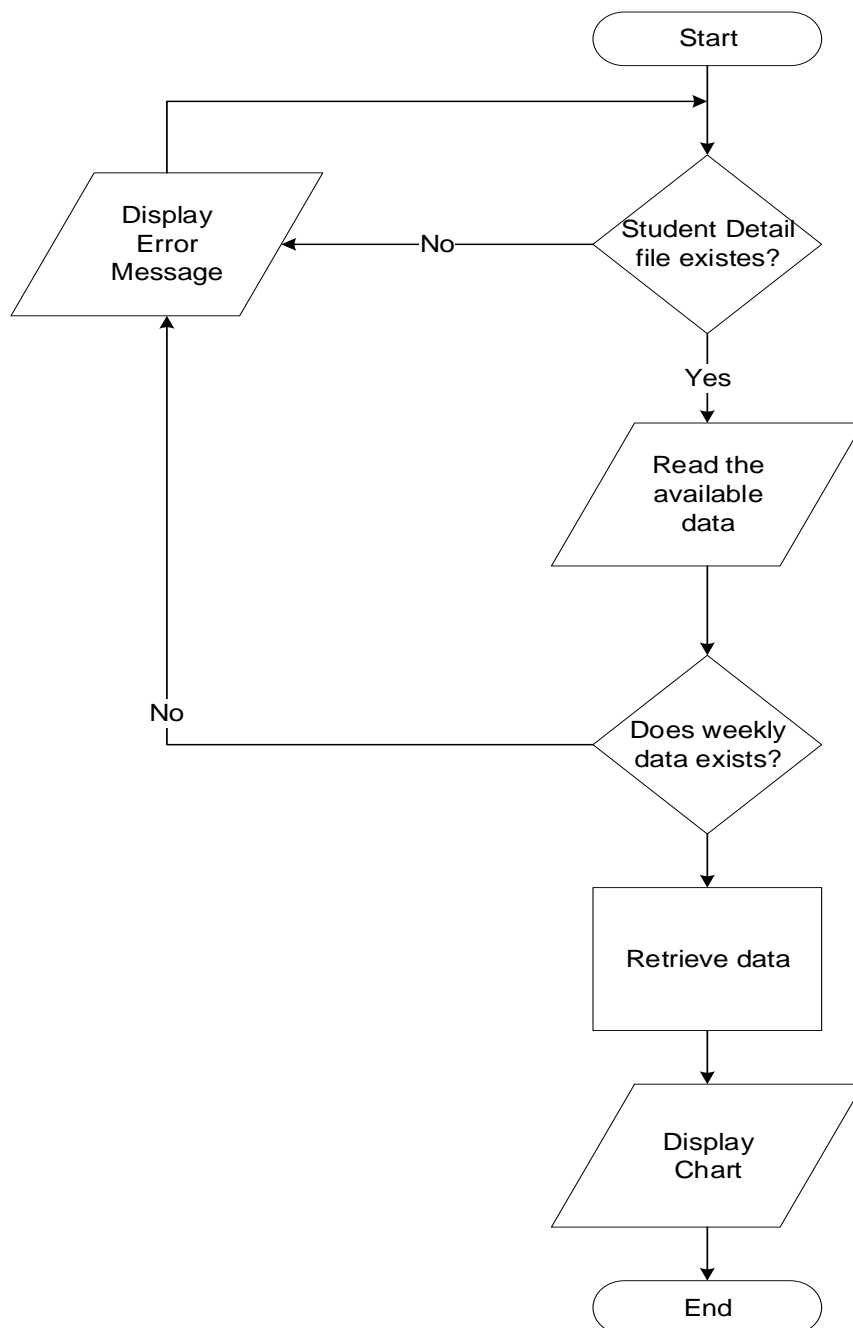 Start
Display
Error
Message
No
Student Detail
file existes?
Yes
Read the
available
data
No
Does weekly
data exists?
Retrieve data
Display
Chart
End